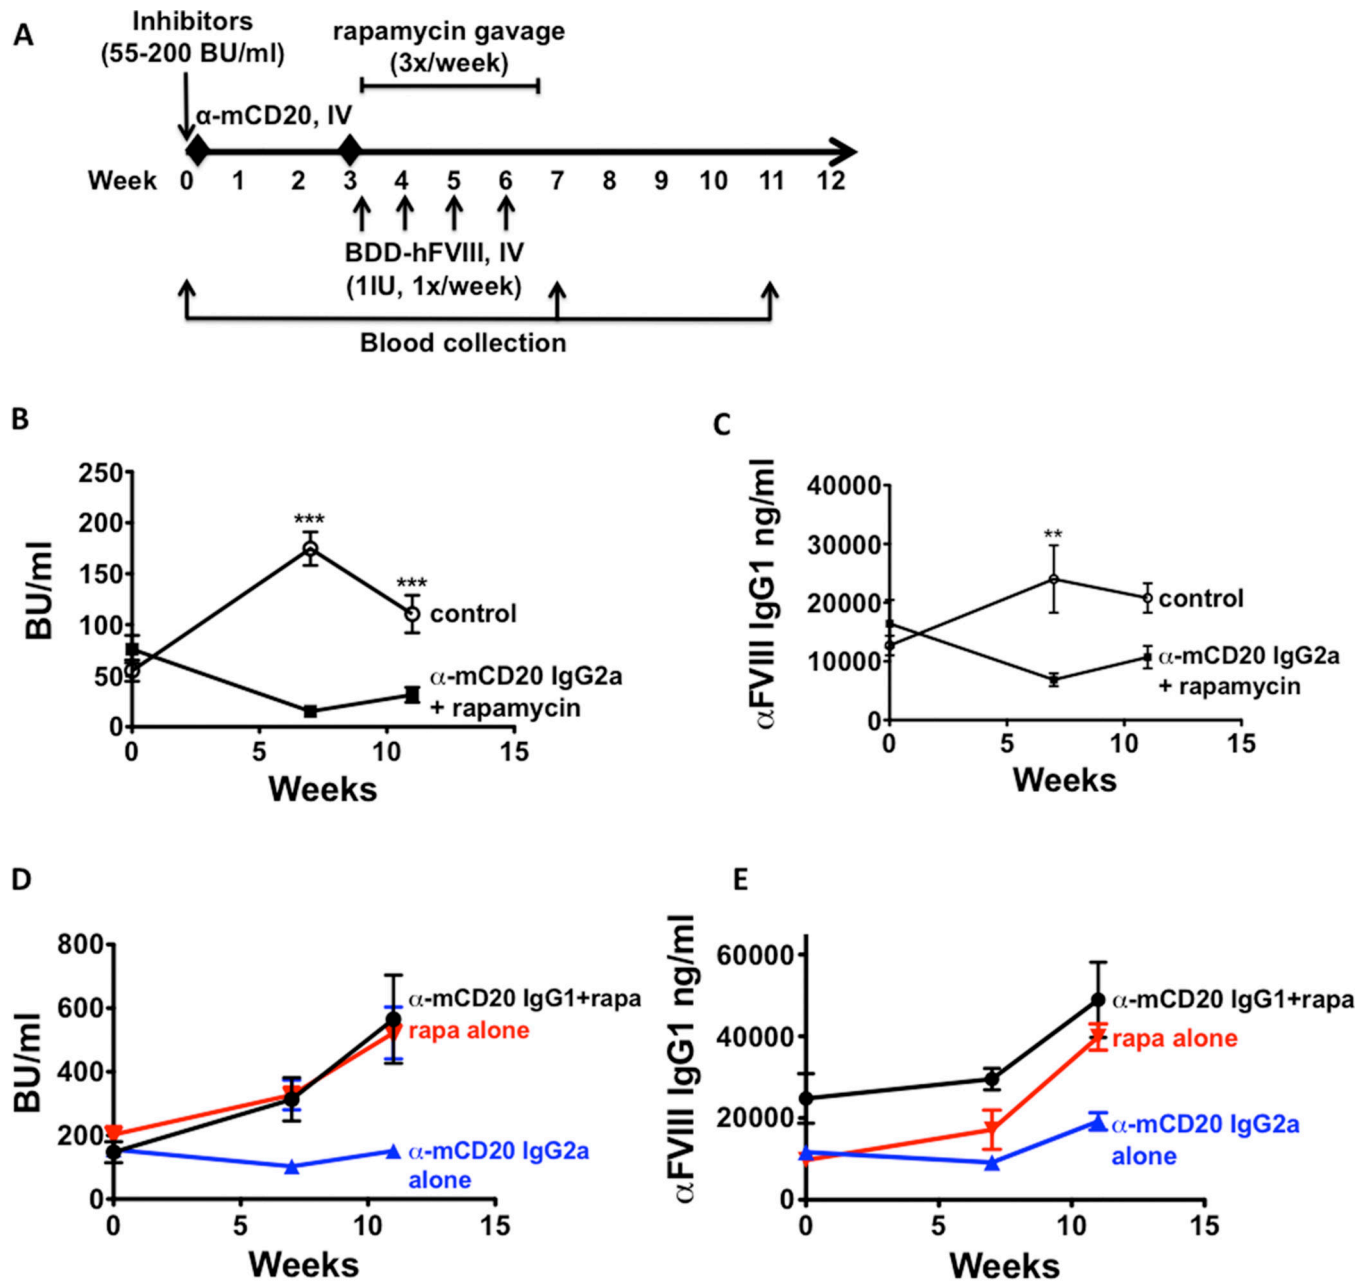 A
Inhibitors
(55-200 BU/ml)
rapamycin gavage
(3x/week)
α-mCD20, IV
Week 0 1 2 3 4 5 6 7 8 9 10 11 12
BDD-hFVIII, IV
(1IU, 1x/week)
Blood collection
B
BU/ml
250
200
150
100
50
0
***
***
control
α-mCD20 IgG2a
+ rapamycin
0 5 10 15
Weeks
C
αFVIII IgG1 ng/ml
40000
30000
20000
10000
0
**
control
α-mCD20 IgG2a
+ rapamycin
0 5 10 15
Weeks
D
BU/ml
800
600
400
200
0
α-mCD20 IgG1+rapa
rapa alone
α-mCD20 IgG2a
alone
0 5 10 15
Weeks
E
αFVIII IgG1 ng/ml
60000
40000
20000
0
α-mCD20 IgG1+rapa
rapa alone
α-mCD20 IgG2a
alone
0 5 10 15
Weeks